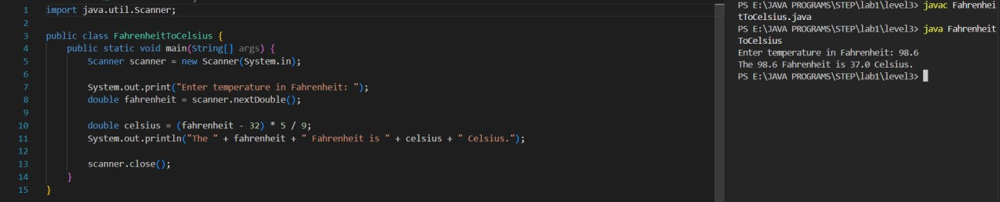 1 import java.util.Scanner;
2
3 public class FahrenheitToCelsius {
4     public static void main(String[] args) {
5         Scanner scanner = new Scanner(System.in);
6
7         System.out.print("Enter temperature in Fahrenheit: ");
8         double fahrenheit = scanner.nextDouble();
9
10         double celsius = (fahrenheit - 32) * 5 / 9;
11         System.out.println("The " + fahrenheit + " Fahrenheit is " + celsius + " Celsius.");
12
13         scanner.close();
14     }
15 }
PS E:\JAVA PROGRAMS\STEP\lab1\level3> javac Fahrenhei
tToCelsius.java
PS E:\JAVA PROGRAMS\STEP\lab1\level3> java Fahrenheit
ToCelsius
Enter temperature in Fahrenheit: 98.6
The 98.6 Fahrenheit is 37.0 Celsius.
PS E:\JAVA PROGRAMS\STEP\lab1\level3>